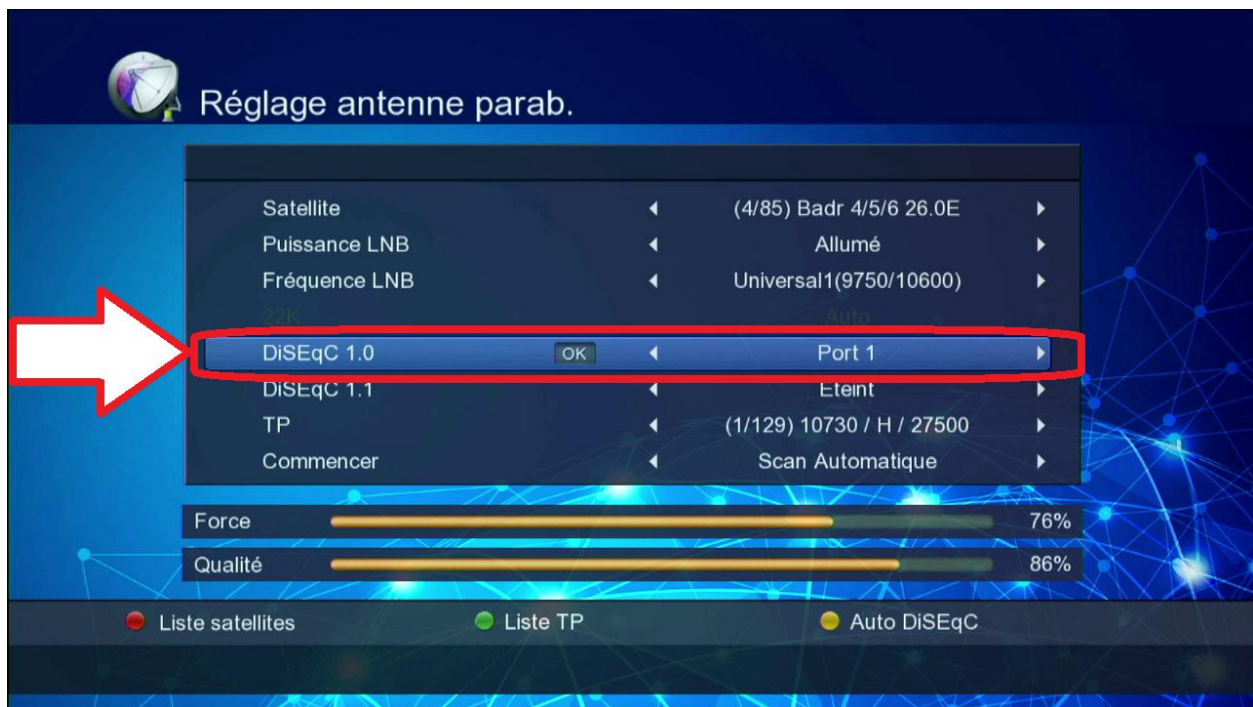 Réglage antenne parab.
Satellite (4/85) Badr 4/5/6 26.0E
Puissance LNB Allumé
Fréquence LNB Universal1(9750/10600)
22K Auto
DiSEqC 1.0 OK Port 1
DiSEqC 1.1 Eteint
TP (1/129) 10730 / H / 27500
Commencer Scan Automatique
Force 76%
Qualité 86%
Liste satellites Liste TP Auto DiSEqC